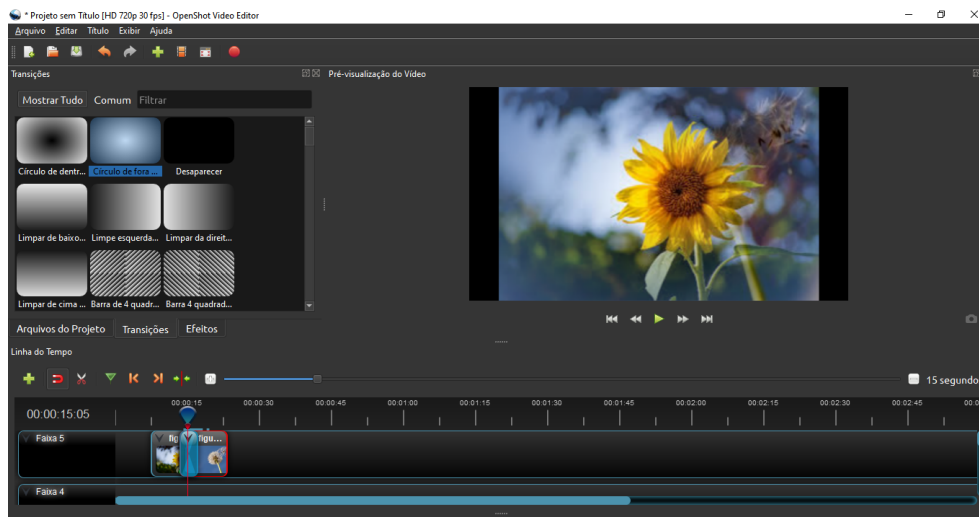 * Projeto sem Título [HD 720p 30 fps] - OpenShot Video Editor
Arquivo Editar Título Exibir Ajuda
Transições
Pré-visualização do Vídeo
Mostrar Tudo Comum Filtrar
Círculo de dentr... Círculo de fora ... Desaparecer
Limpar de baixo... Limpe esquerda... Limpar da direit...
Limpar de cima ... Barra de 4 quadr... Barra 4 quadrad...
Arquivos do Projeto Transições Efeitos
Linha do Tempo
15 segundo
00:00:15:05
00:00:15 00:00:30 00:00:45 00:01:00 00:01:15 00:01:30 00:01:45 00:02:00 00:02:15 00:02:30 00:02:45 00:0
Faixa 5
fig figu...
Faixa 4